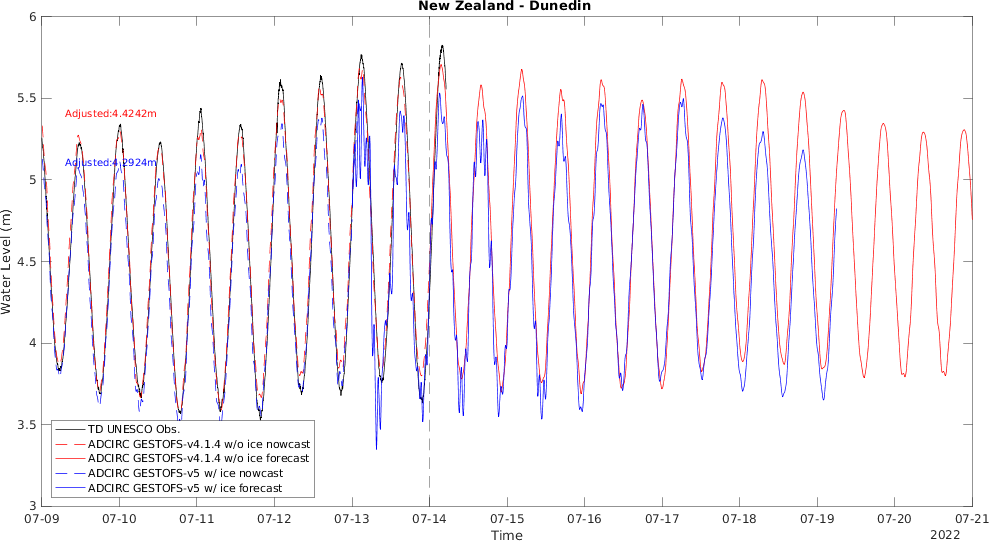 New Zealand - Dunedin
6
5.5
5
4.5
4
3.5
3
Water Level (m)
Adjusted:4.4242m
Adjusted:4.2924m
TD UNESCO Obs.
ADCIRC GESTOFS-v4.1.4 w/o ice nowcast
ADCIRC GESTOFS-v4.1.4 w/o ice forecast
ADCIRC GESTOFS-v5 w/ ice nowcast
ADCIRC GESTOFS-v5 w/ ice forecast
07-09 07-10 07-11 07-12 07-13 07-14 07-15 07-16 07-17 07-18 07-19 07-20 07-21
Time
2022